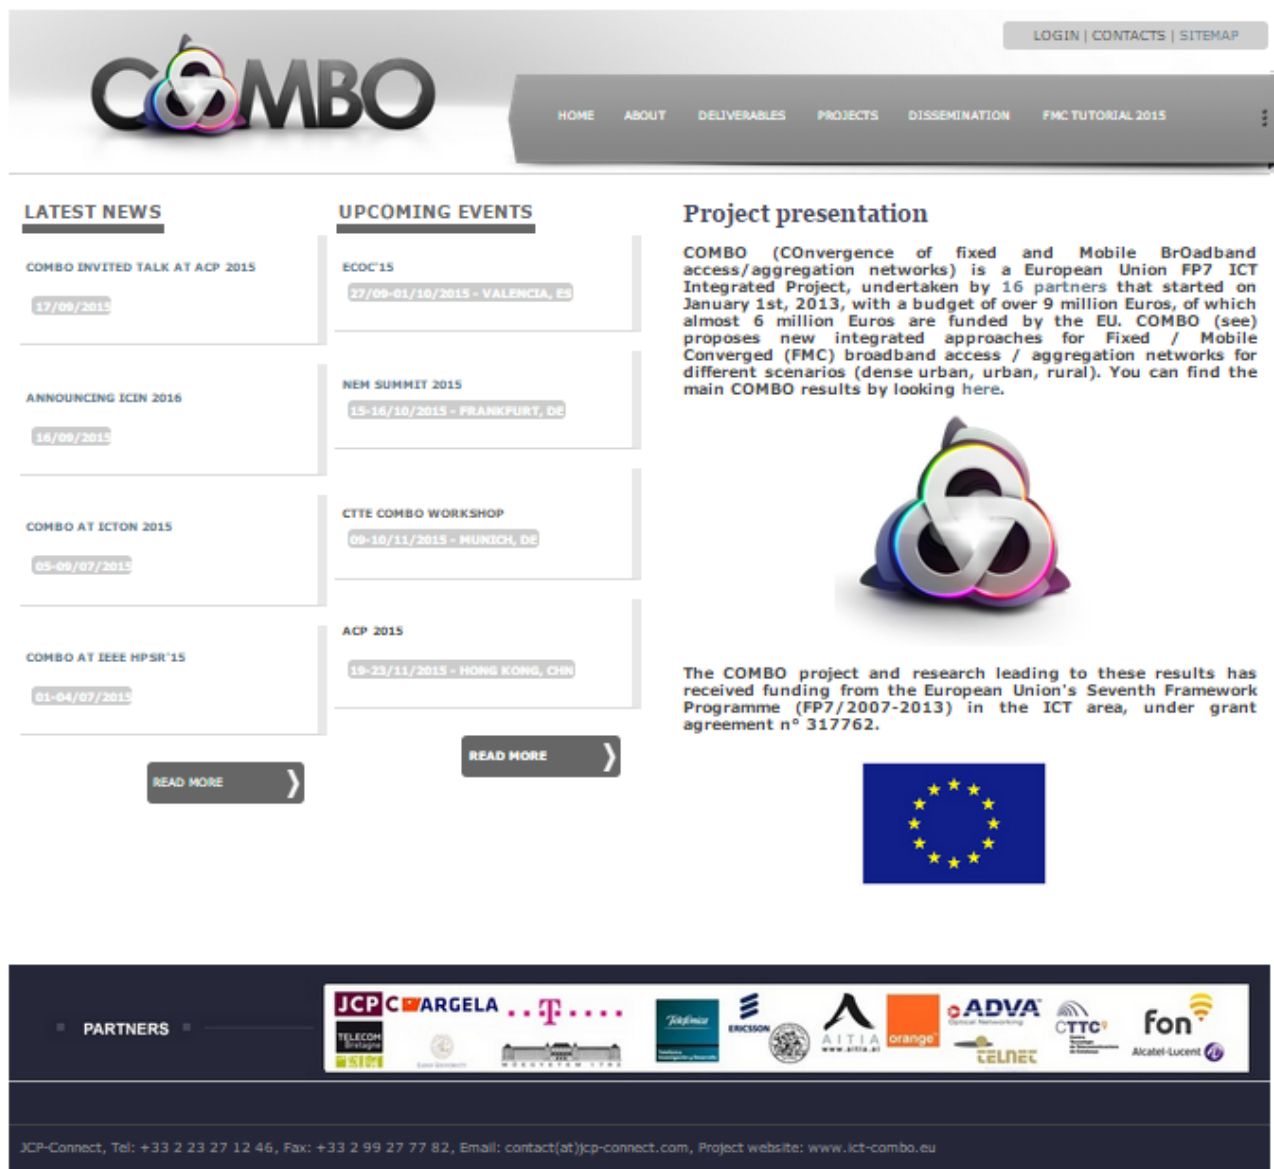 COMBO
LOGIN | CONTACTS | SITEMAP
HOME ABOUT DELIVERABLES PROJECTS DISSEMINATION FMC TUTORIAL 2015
LATEST NEWS
COMBO INVITED TALK AT ACP 2015
17/09/2015
ANNOUNCING ICIN 2016
16/09/2015
COMBO AT ICTON 2015
05-09/07/2015
COMBO AT IEEE HPSR'15
01-04/07/2015
READ MORE
UPCOMING EVENTS
ECOC'15
27/09-01/10/2015 - VALENCIA, ES
NEM SUMMIT 2015
15-16/10/2015 - FRANKFURT, DE
CTTE COMBO WORKSHOP
09-10/11/2015 - MUNICH, DE
ACP 2015
19-23/11/2015 - HONG KONG, CHN
READ MORE
Project presentation
COMBO (COnvergence of fixed and Mobile BrOadband
access/aggregation networks) is a European Union FP7 ICT
Integrated Project, undertaken by 16 partners that started on
January 1st, 2013, with a budget of over 9 million Euros, of which
almost 6 million Euros are funded by the EU. COMBO (see)
proposes new integrated approaches for Fixed / Mobile
Converged (FMC) broadband access / aggregation networks for
different scenarios (dense urban, urban, rural). You can find the
main COMBO results by looking here.
The COMBO project and research leading to these results has
received funding from the European Union's Seventh Framework
Programme (FP7/2007-2013) in the ICT area, under grant
agreement n° 317762.
PARTNERS
JCP C ARGELA
T
TELECOM
Bretagne
Telefónica
ERICSSON
AITIA
www.aitia.ai
orange
ADVA
Optical Networking
TELNET
CTTC
fon
Alcatel-Lucent
JCP-Connect, Tel: +33 2 23 27 12 46, Fax: +33 2 99 27 77 82, Email: contact(at)jcp-connect.com, Project website: www.ict-combo.eu